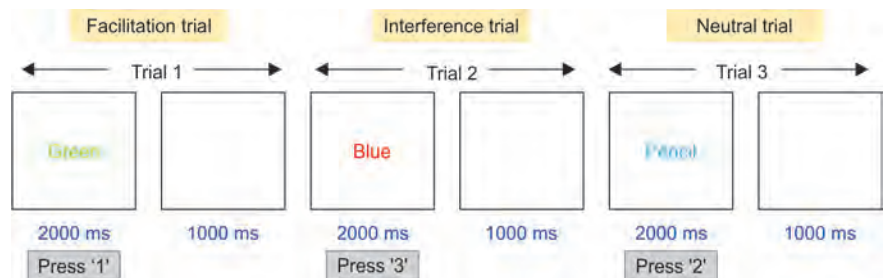 Facilitation trial Interference trial Neutral trial
Trial 1 Trial 2 Trial 3
Green Blue Pencil
2000 ms 1000 ms 2000 ms 1000 ms 2000 ms 1000 ms
Press '1' Press '3' Press '2'